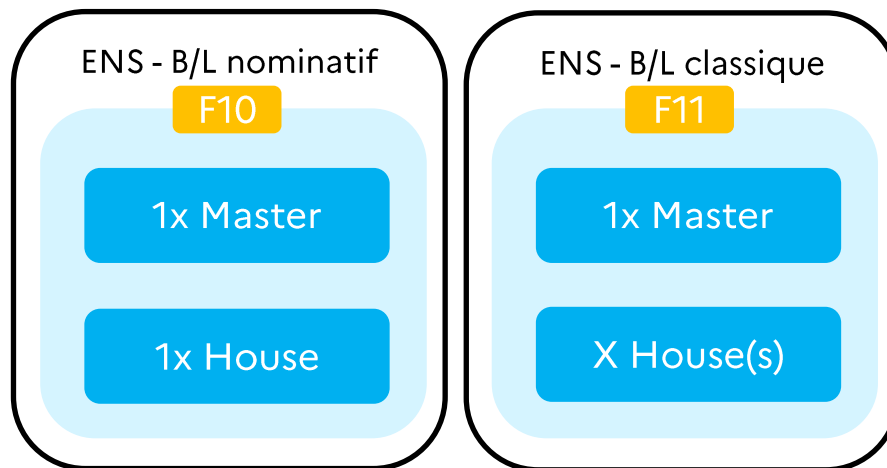 ENS - B/L nominatif
F10
1x Master
1x House
ENS - B/L classique
F11
1x Master
X House(s)